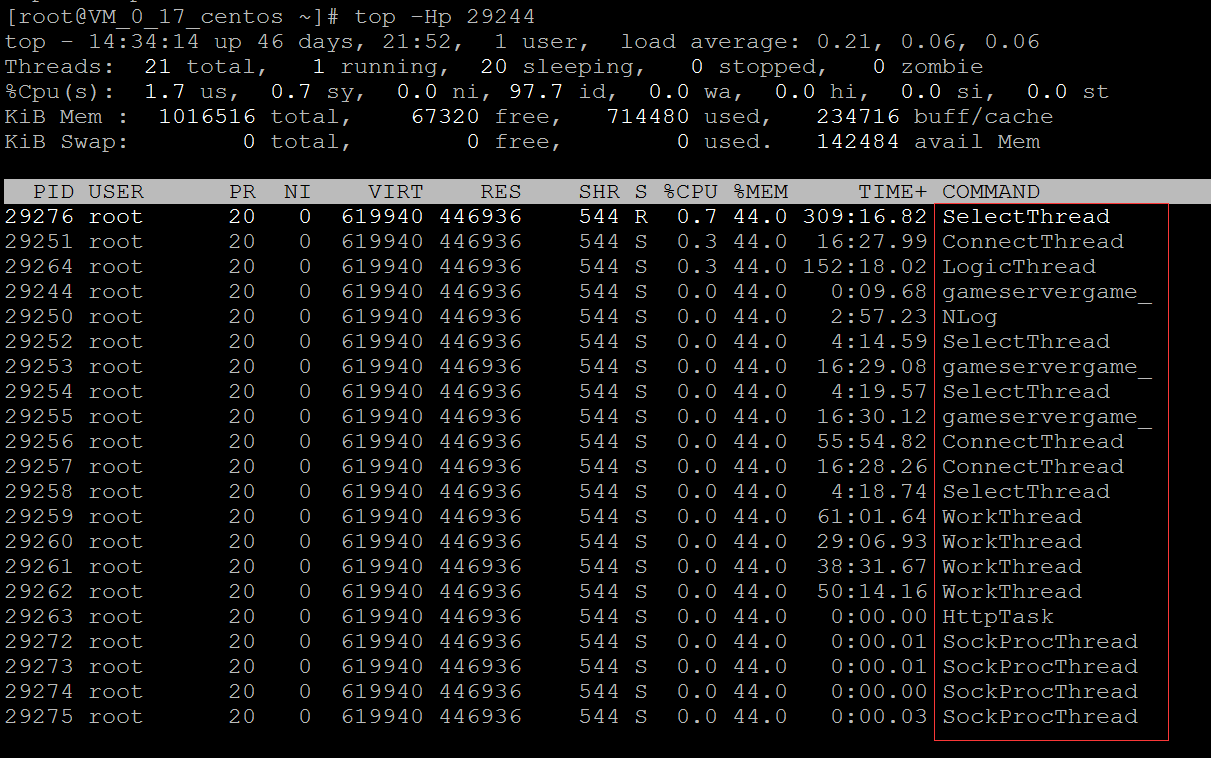 [root@VM_0_17_centos ~]# top -Hp 29244
top - 14:34:14 up 46 days, 21:52,  1 user,  load average: 0.21, 0.06, 0.06
Threads:  21 total,   1 running,  20 sleeping,   0 stopped,   0 zombie
%Cpu(s):  1.7 us,  0.7 sy,  0.0 ni, 97.7 id,  0.0 wa,  0.0 hi,  0.0 si,  0.0 st
KiB Mem :  1016516 total,    67320 free,   714480 used,   234716 buff/cache
KiB Swap:        0 total,        0 free,        0 used.   142484 avail Mem
PID USER      PR  NI    VIRT    RES    SHR S %CPU %MEM     TIME+ COMMAND
29276 root      20   0  619940 446936    544 R  0.7 44.0 309:16.82 SelectThread
29251 root      20   0  619940 446936    544 S  0.3 44.0  16:27.99 ConnectThread
29264 root      20   0  619940 446936    544 S  0.3 44.0 152:18.02 LogicThread
29244 root      20   0  619940 446936    544 S  0.0 44.0   0:09.68 gameservergame_
29250 root      20   0  619940 446936    544 S  0.0 44.0   2:57.23 NLog
29252 root      20   0  619940 446936    544 S  0.0 44.0   4:14.59 SelectThread
29253 root      20   0  619940 446936    544 S  0.0 44.0  16:29.08 gameservergame_
29254 root      20   0  619940 446936    544 S  0.0 44.0   4:19.57 SelectThread
29255 root      20   0  619940 446936    544 S  0.0 44.0  16:30.12 gameservergame_
29256 root      20   0  619940 446936    544 S  0.0 44.0  55:54.82 ConnectThread
29257 root      20   0  619940 446936    544 S  0.0 44.0  16:28.26 ConnectThread
29258 root      20   0  619940 446936    544 S  0.0 44.0   4:18.74 SelectThread
29259 root      20   0  619940 446936    544 S  0.0 44.0  61:01.64 WorkThread
29260 root      20   0  619940 446936    544 S  0.0 44.0  29:06.93 WorkThread
29261 root      20   0  619940 446936    544 S  0.0 44.0  38:31.67 WorkThread
29262 root      20   0  619940 446936    544 S  0.0 44.0  50:14.16 WorkThread
29263 root      20   0  619940 446936    544 S  0.0 44.0   0:00.00 HttpTask
29272 root      20   0  619940 446936    544 S  0.0 44.0   0:00.01 SockProcThread
29273 root      20   0  619940 446936    544 S  0.0 44.0   0:00.01 SockProcThread
29274 root      20   0  619940 446936    544 S  0.0 44.0   0:00.00 SockProcThread
29275 root      20   0  619940 446936    544 S  0.0 44.0   0:00.03 SockProcThread